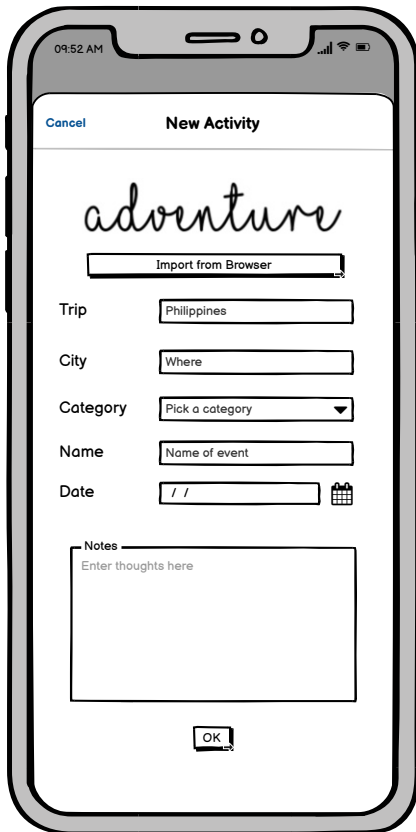 09:52 AM
Cancel
New Activity
adventure
Import from Browser
Trip
Philippines
City
Where
Category
Pick a category
Name
Name of event
Date
/ /
Notes
Enter thoughts here
OK